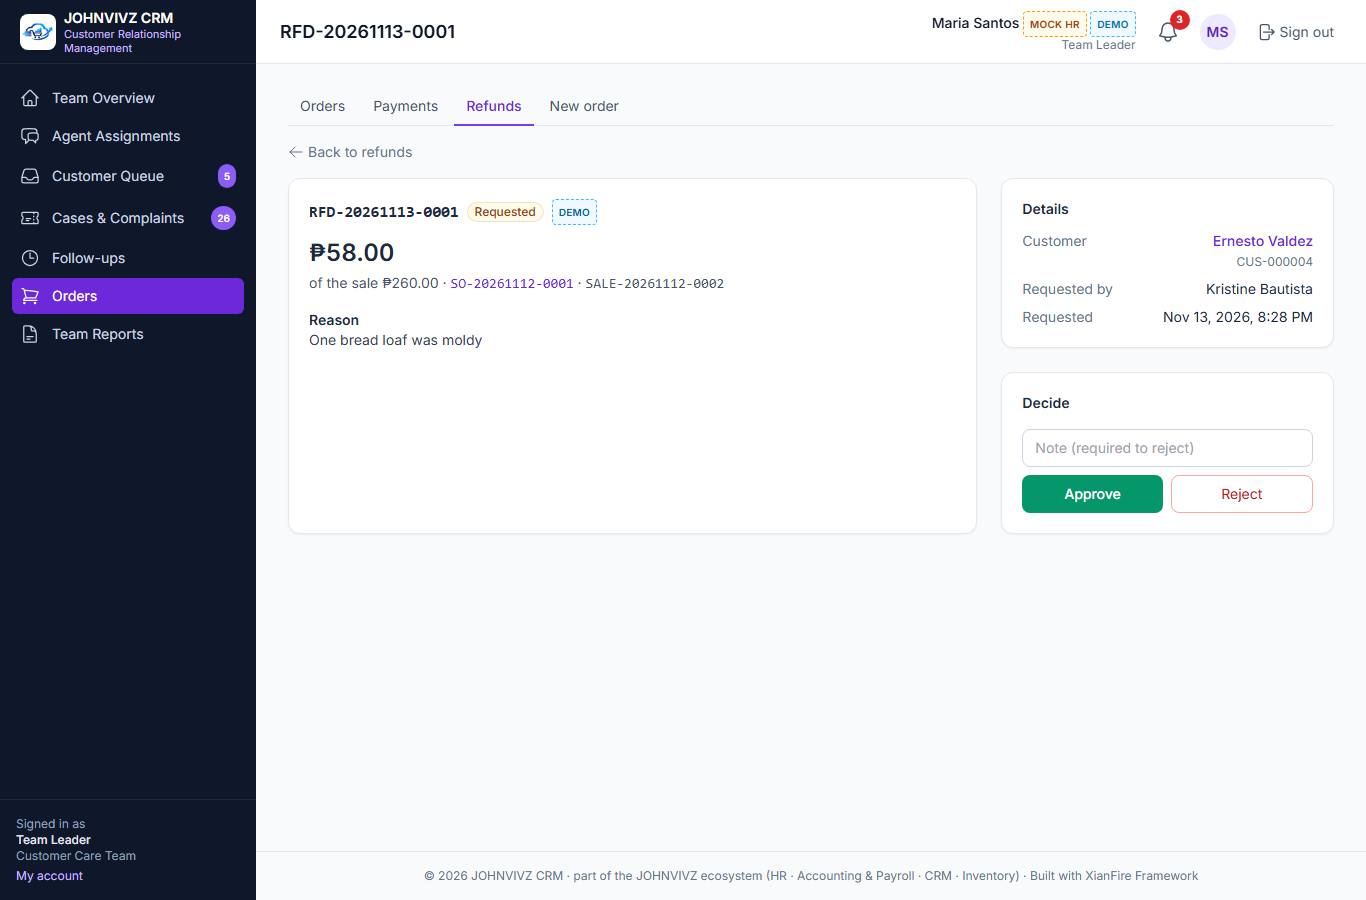 JOHNVIVZ CRM
Customer Relationship
Management
Team Overview
Agent Assignments
Customer Queue 5
Cases & Complaints 26
Follow-ups
Orders
Team Reports
Signed in as
Team Leader
Customer Care Team
My account
RFD-20261113-0001
Maria Santos MOCK HR DEMO
Team Leader
3
MS
Sign out
Orders Payments Refunds New order
← Back to refunds
RFD-20261113-0001 Requested DEMO
₱58.00
of the sale ₱260.00 · SO-20261112-0001 · SALE-20261112-0002
Reason
One bread loaf was moldy
Details
Customer Ernesto Valdez
CUS-000004
Requested by Kristine Bautista
Requested Nov 13, 2026, 8:28 PM
Decide
Note (required to reject)
Approve Reject
© 2026 JOHNVIVZ CRM · part of the JOHNVIVZ ecosystem (HR · Accounting & Payroll · CRM · Inventory) · Built with XianFire Framework